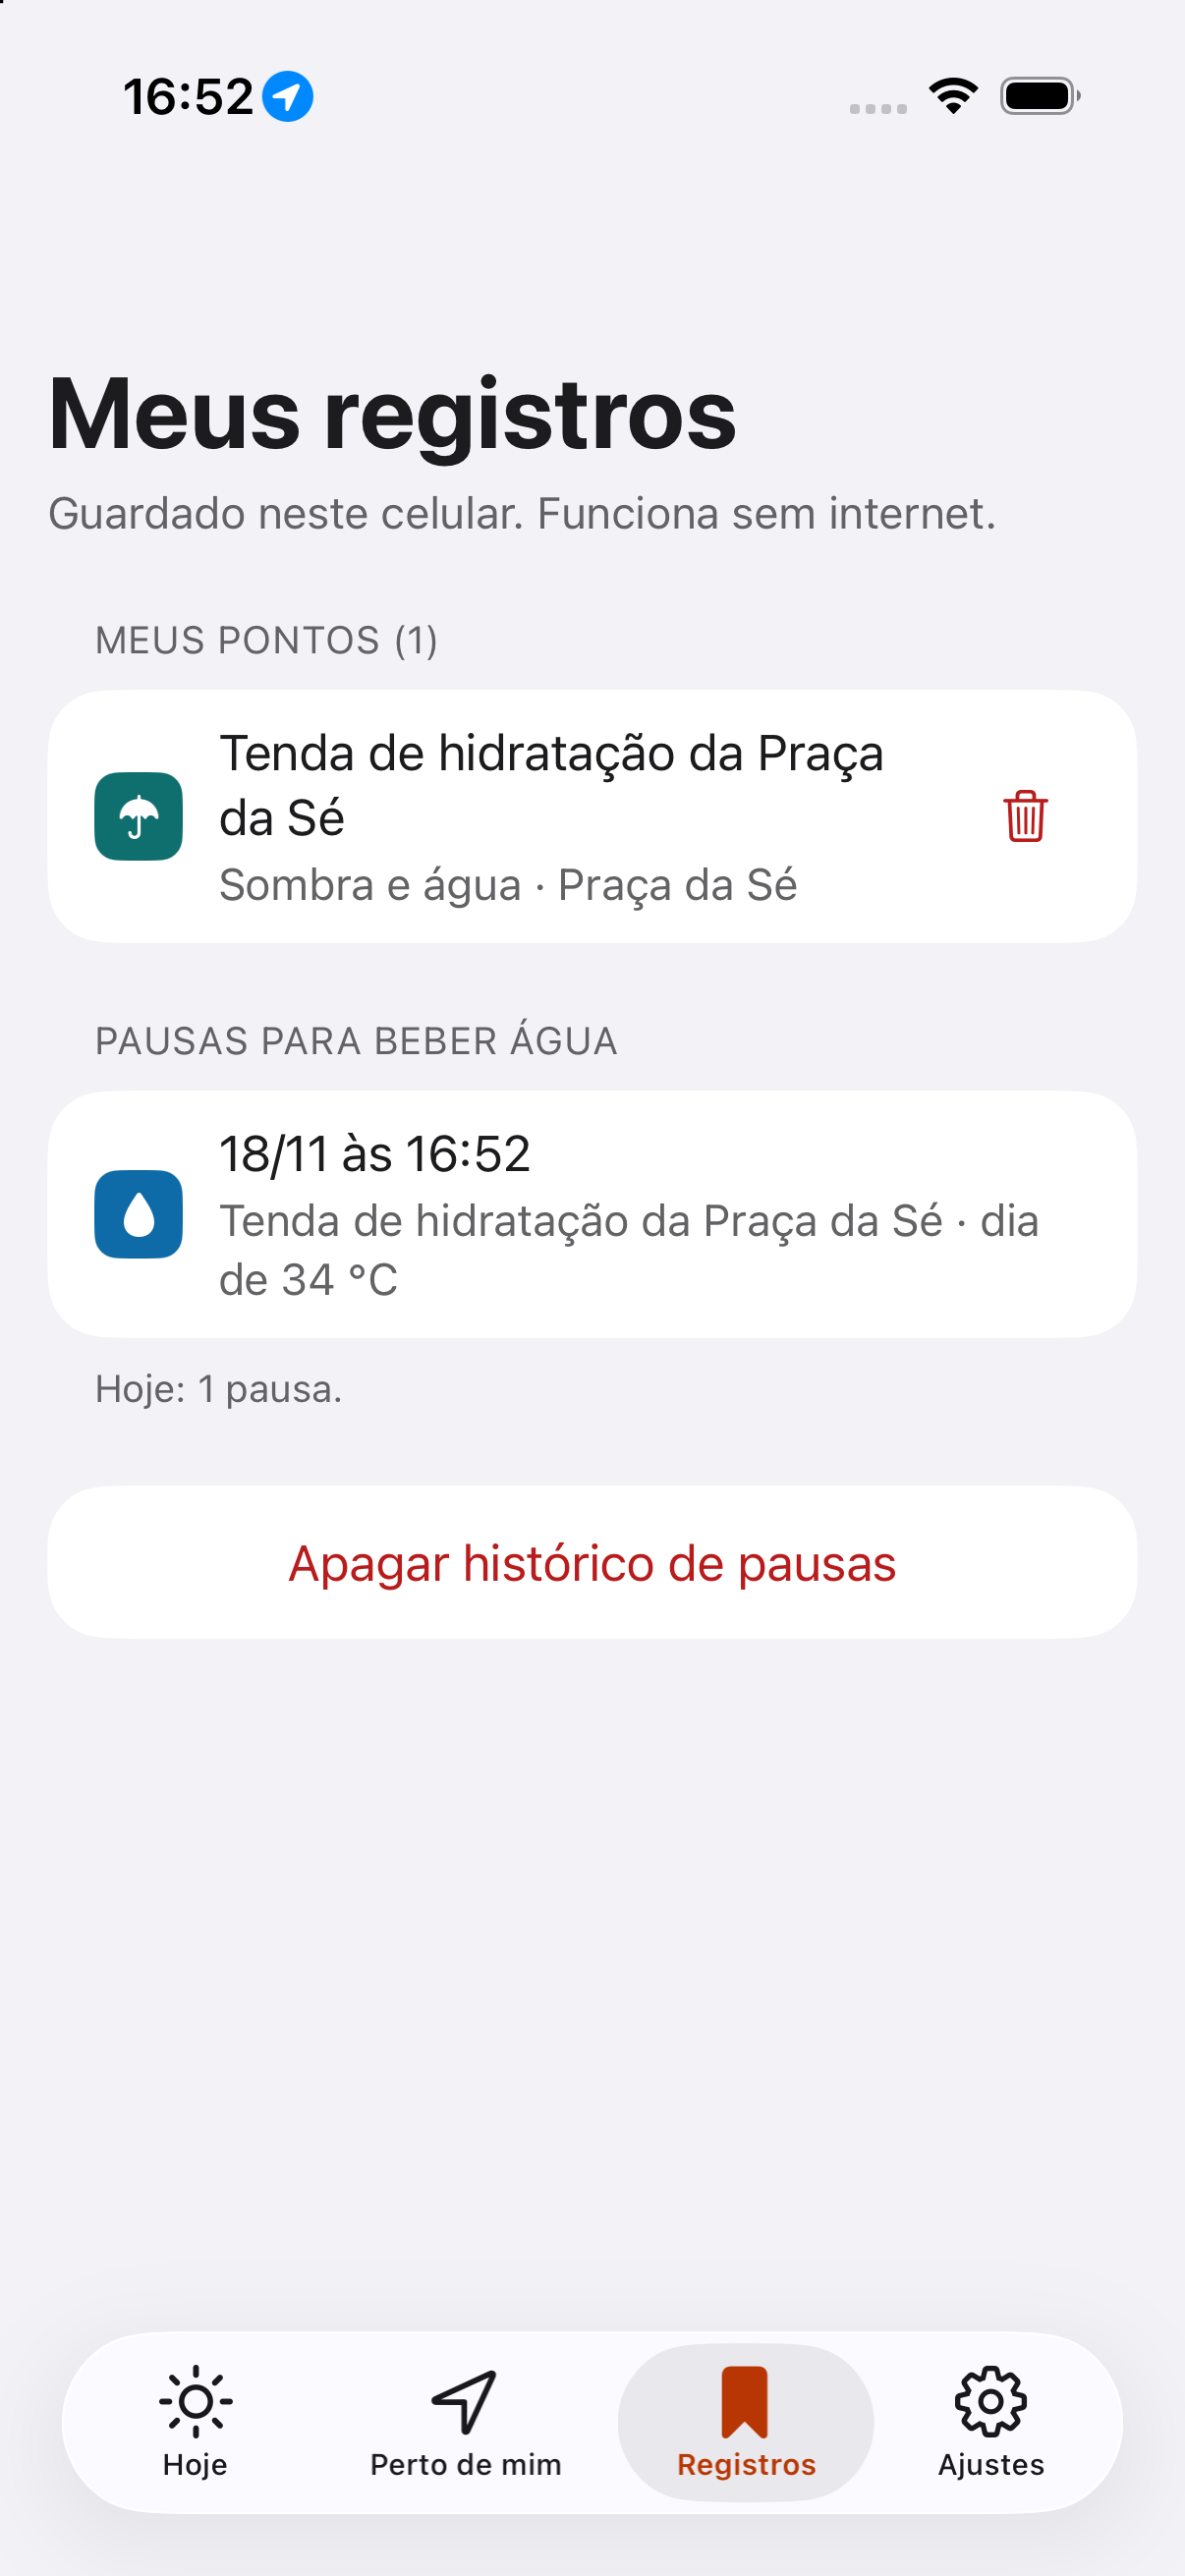 16:52
Meus registros
Guardado neste celular. Funciona sem internet.
MEUS PONTOS (1)
Tenda de hidratação da Praça
da Sé
Sombra e água · Praça da Sé
PAUSAS PARA BEBER ÁGUA
18/11 às 16:52
Tenda de hidratação da Praça da Sé · dia
de 34 °C
Hoje: 1 pausa.
Apagar histórico de pausas
Hoje
Perto de mim
Registros
Ajustes